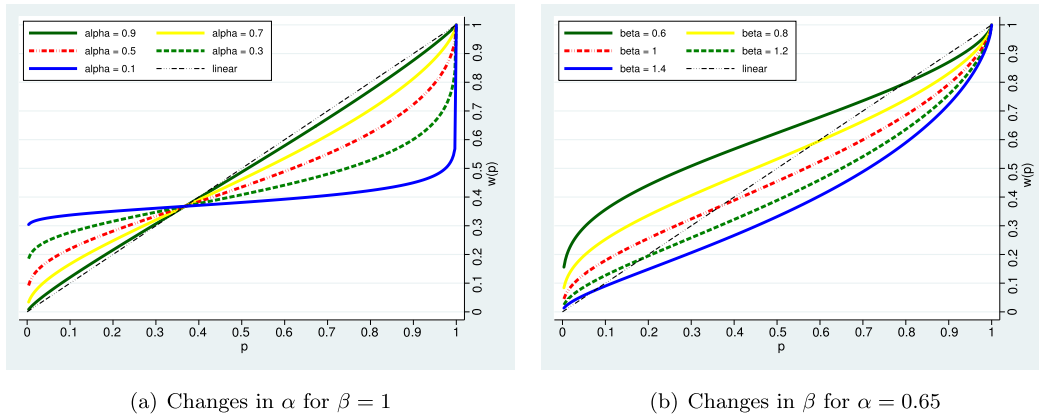 alpha = 0.9 alpha = 0.7
alpha = 0.5 alpha = 0.3
alpha = 0.1 linear
0 0.1 0.2 0.3 0.4 0.5 0.6 0.7 0.8 0.9 1
w(p)
0 0.1 0.2 0.3 0.4 0.5 0.6 0.7 0.8 0.9 1
p
(a) Changes in α for β = 1
beta = 0.6 beta = 0.8
beta = 1 beta = 1.2
beta = 1.4 linear
0 0.1 0.2 0.3 0.4 0.5 0.6 0.7 0.8 0.9 1
w(p)
0 0.1 0.2 0.3 0.4 0.5 0.6 0.7 0.8 0.9 1
p
(b) Changes in β for α = 0.65